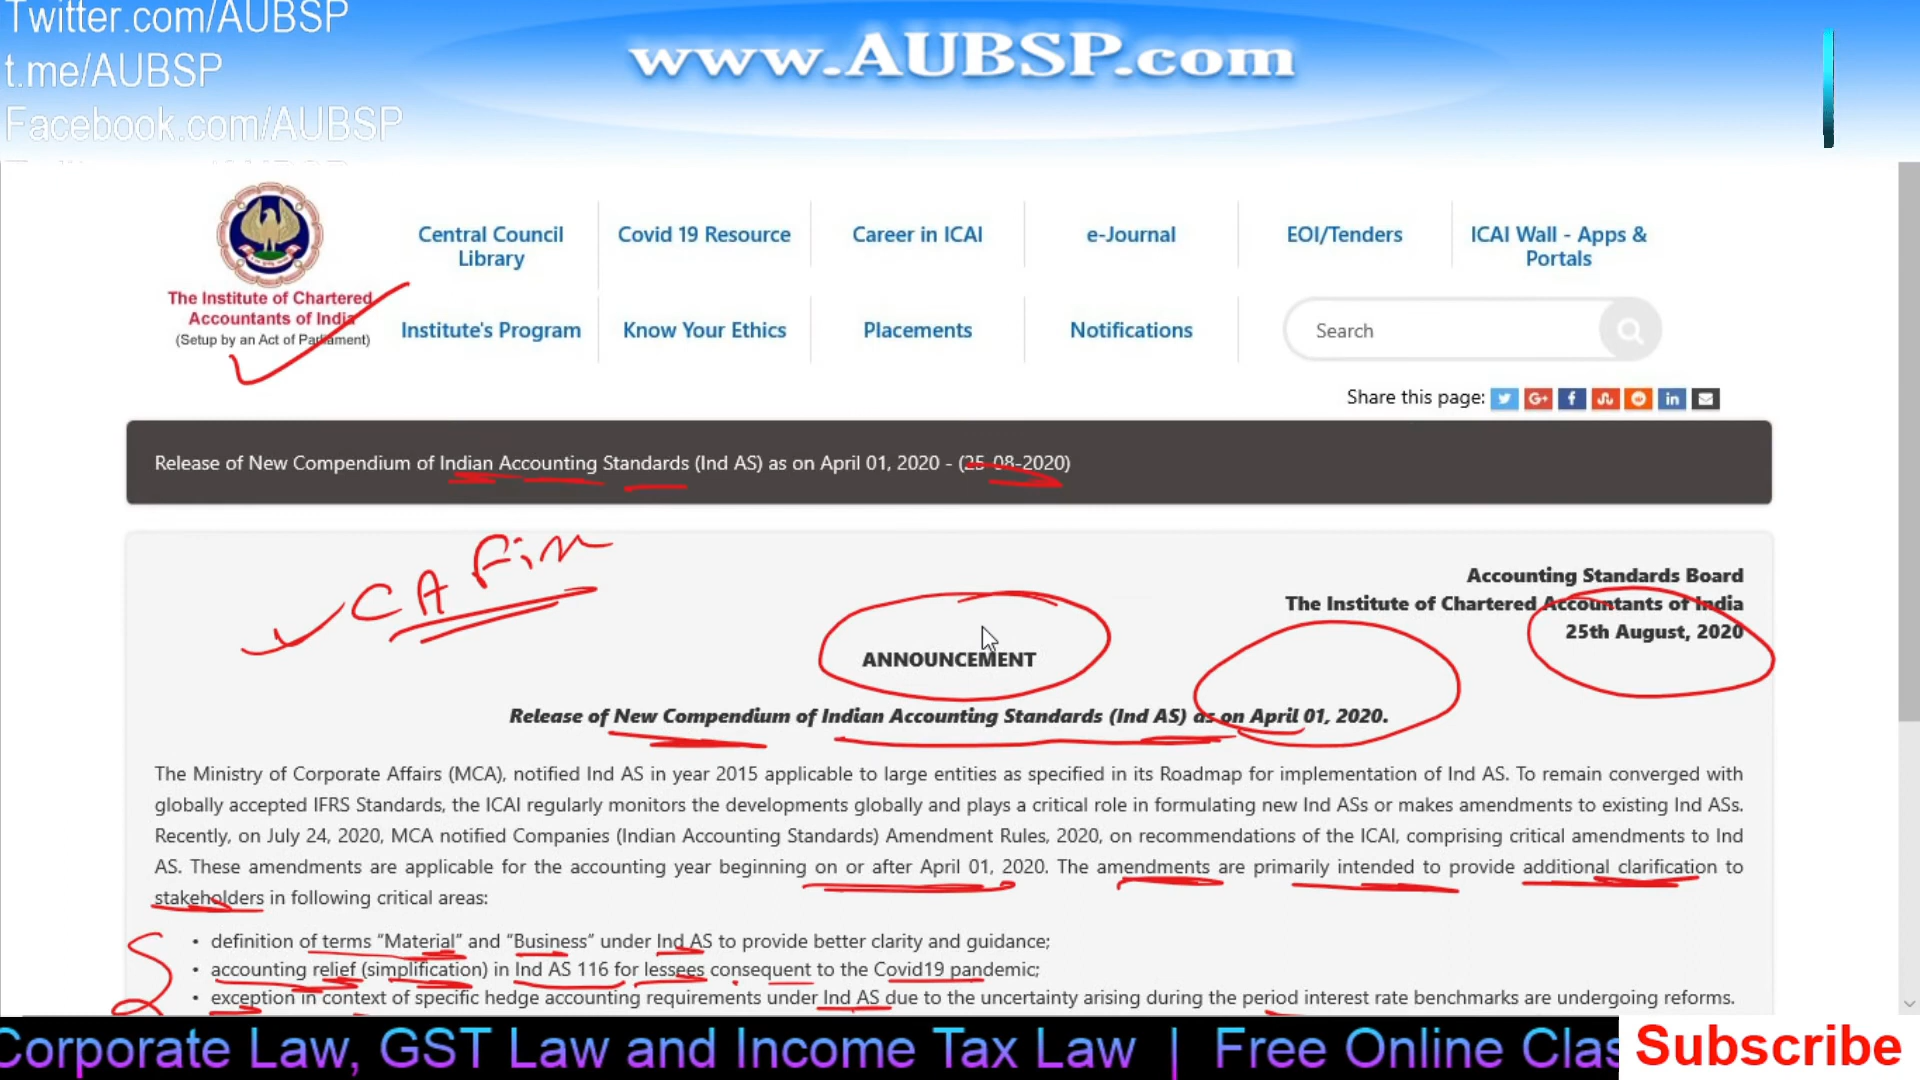 Twitter.com/AUBSP
t.me/AUBSP
Facebook.com/AUBSP
www.AUBSP.com
The Institute of Chartered
Accountants of India
(Setup by an Act of Parliament)
Central Council
Library
Covid 19 Resource
Career in ICAI
e-Journal
EOI/Tenders
ICAI Wall - Apps &
Portals
Institute's Program
Know Your Ethics
Placements
Notifications
Search
Share this page:
Release of New Compendium of Indian Accounting Standards (Ind AS) as on April 01, 2020 - (25-08-2020)
CA Fin
Accounting Standards Board
The Institute of Chartered Accountants of India
25th August, 2020
ANNOUNCEMENT
Release of New Compendium of Indian Accounting Standards (Ind AS) as on April 01, 2020.
The Ministry of Corporate Affairs (MCA), notified Ind AS in year 2015 applicable to large entities as specified in its Roadmap for implementation of Ind AS. To remain converged with
globally accepted IFRS Standards, the ICAI regularly monitors the developments globally and plays a critical role in formulating new Ind ASs or makes amendments to existing Ind ASs.
Recently, on July 24, 2020, MCA notified Companies (Indian Accounting Standards) Amendment Rules, 2020, on recommendations of the ICAI, comprising critical amendments to Ind
AS. These amendments are applicable for the accounting year beginning on or after April 01, 2020. The amendments are primarily intended to provide additional clarification to
stakeholders in following critical areas:
• definition of terms “Material” and “Business” under Ind AS to provide better clarity and guidance;
• accounting relief (simplification) in Ind AS 116 for lessees consequent to the Covid19 pandemic;
• exception in context of specific hedge accounting requirements under Ind AS due to the uncertainty arising during the period interest rate benchmarks are undergoing reforms.
Corporate Law, GST Law and Income Tax Law | Free Online Clas
Subscribe